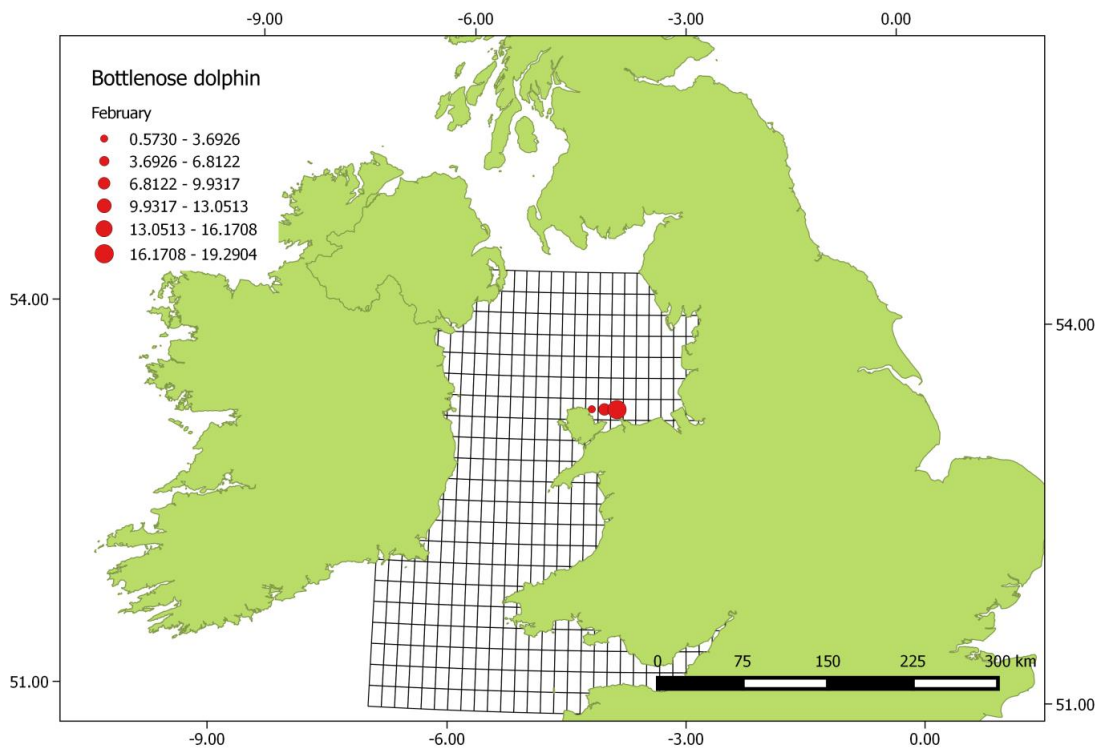 -9.00 -6.00 -3.00 0.00
Bottlenose dolphin
February
0.5730 - 3.6926
3.6926 - 6.8122
6.8122 - 9.9317
9.9317 - 13.0513
13.0513 - 16.1708
16.1708 - 19.2904
54.00
54.00
0 75 150 225 300 km
51.00
51.00
-9.00 -6.00 -3.00 0.00